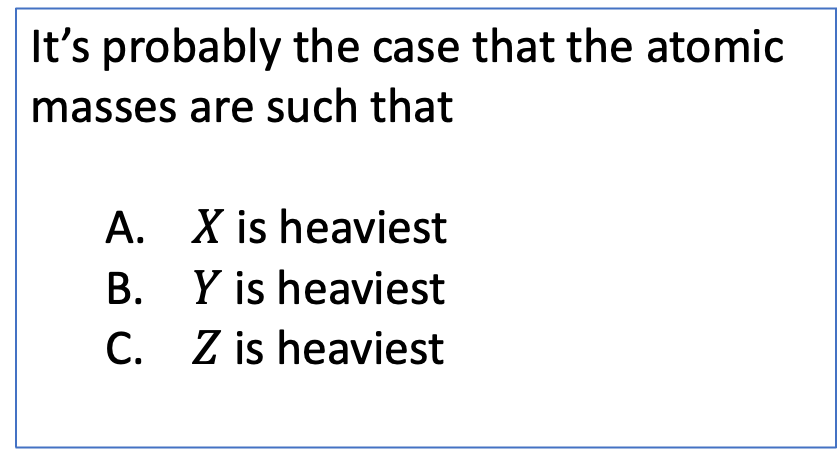 It’s probably the case that the atomic
masses are such that
A. X is heaviest
B. Y is heaviest
C. Z is heaviest